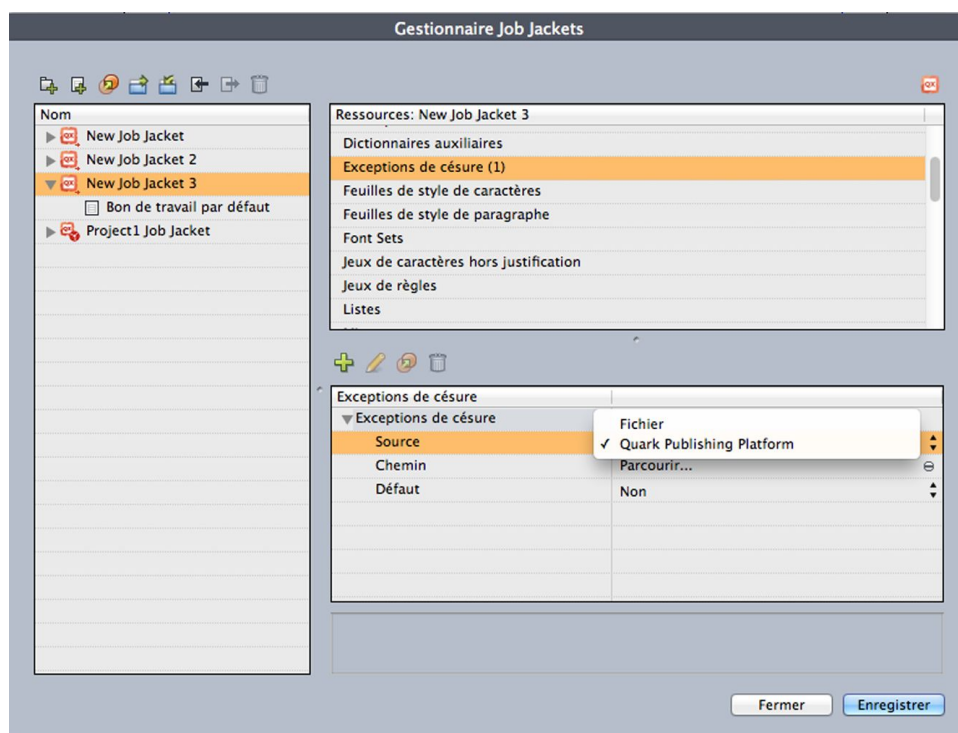 Gestionnaire Job Jackets
Nom
New Job Jacket
New Job Jacket 2
New Job Jacket 3
Bon de travail par défaut
Project1 Job Jacket
Ressources: New Job Jacket 3
Dictionnaires auxiliaires
Exceptions de césure (1)
Feuilles de style de caractères
Feuilles de style de paragraphe
Font Sets
Jeux de caractères hors justification
Jeux de règles
Listes
Exceptions de césure
Exceptions de césure
Fichier
Source
✓ Quark Publishing Platform
Chemin
Parcourir...
Défaut
Non
Fermer
Enregistrer